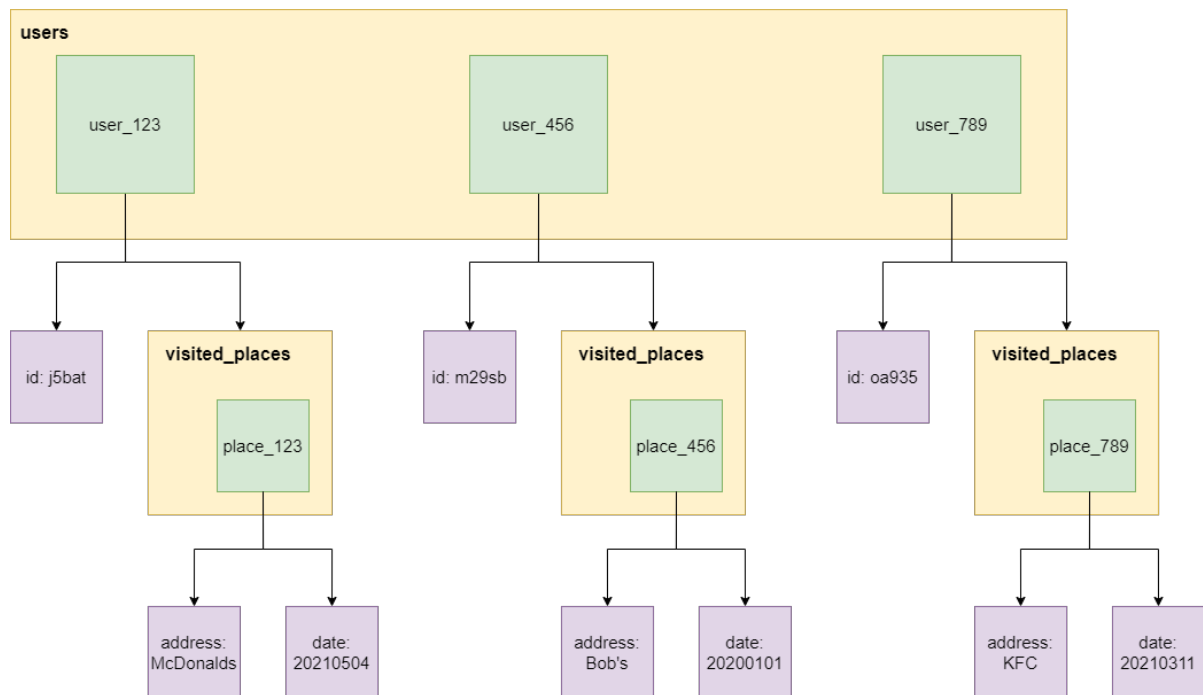 users
user_123
user_456
user_789
id: j5bat
visited_places
id: m29sb
visited_places
id: oa935
visited_places
place_123
place_456
place_789
address:
McDonalds
date:
20210504
address:
Bob's
date:
20200101
address:
KFC
date:
20210311